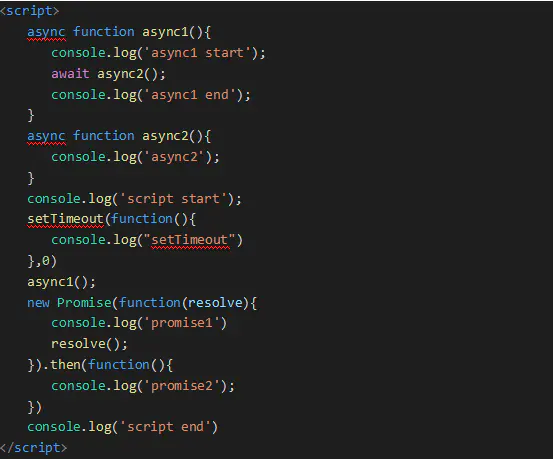 <script>
async function async1(){
console.log('async1 start');
await async2();
console.log('async1 end');
}
async function async2(){
console.log('async2');
}
console.log('script start');
setTimeout(function(){
console.log("setTimeout")
},0)
async1();
new Promise(function(resolve){
console.log('promise1')
resolve();
}).then(function(){
console.log('promise2');
})
console.log('script end')
</script>